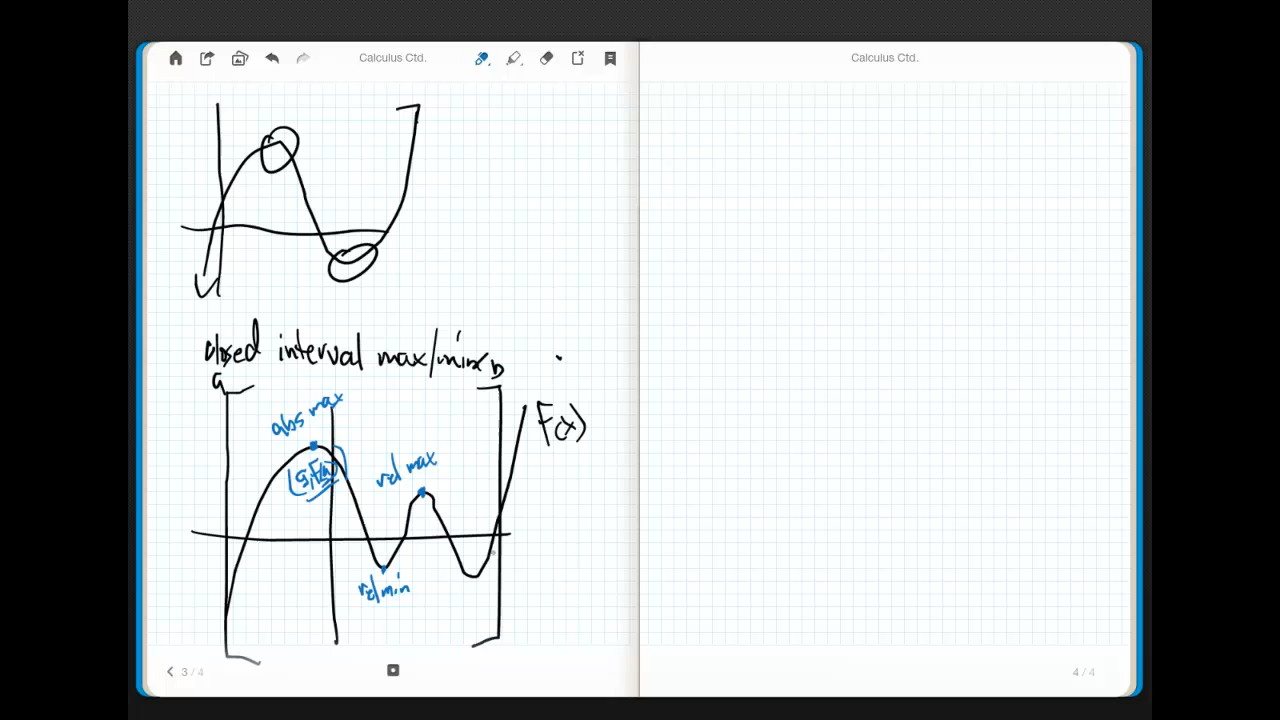 Calculus Ctd.
Calculus Ctd.
closed interval max/min
a
b
abs max
F(x)
rel max
rel min
3 / 4
4 / 4